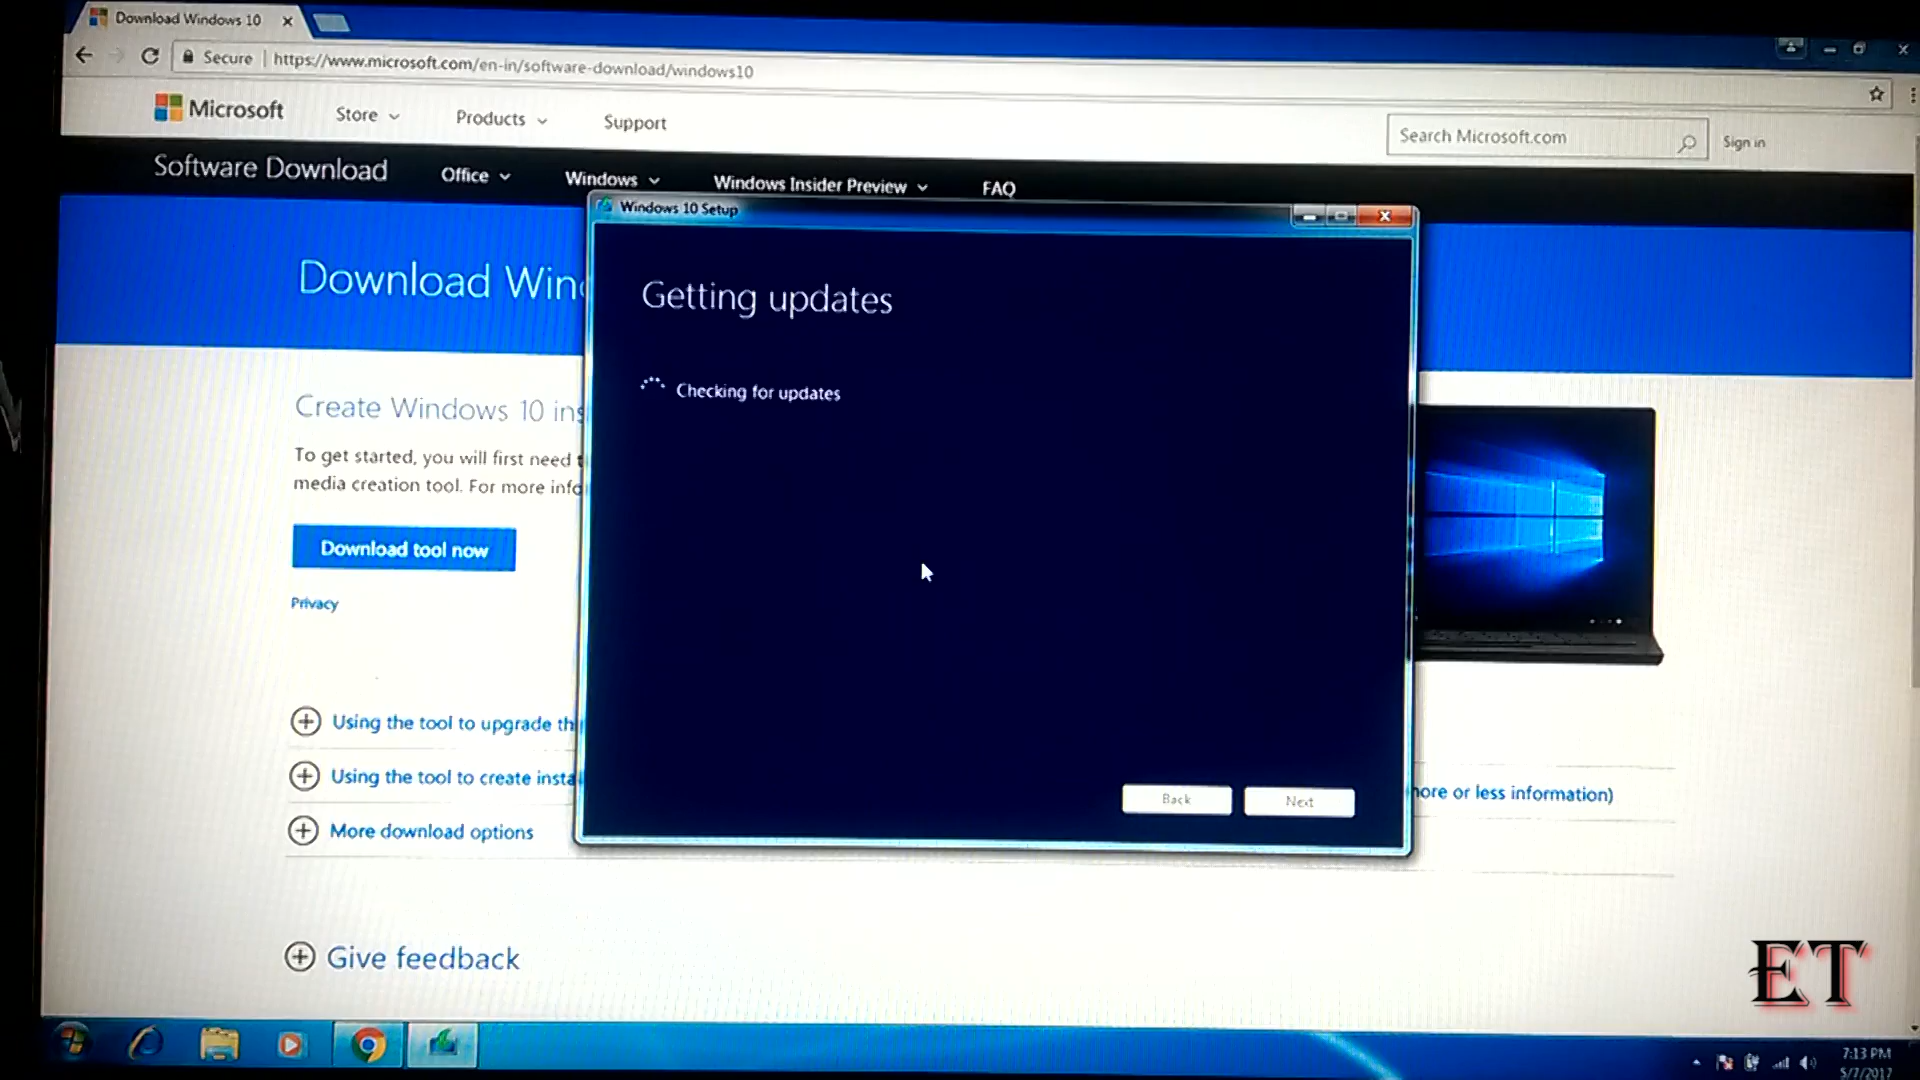 Download Windows 10
Secure
https://www.microsoft.com/en-in/software-download/windows10
Microsoft
Store
Products
Support
Search Microsoft.com
Sign in
Software Download
Office
Windows
Windows Insider Preview
FAQ
Windows 10 Setup
Download Win
Getting updates
Checking for updates
Create Windows 10 ins
To get started, you will first need
media creation tool. For more info
Download tool now
Privacy
Using the tool to upgrade thi
Using the tool to create insta
more or less information)
Back
Next
More download options
Give feedback
ET
7:13 PM
5/7/2017